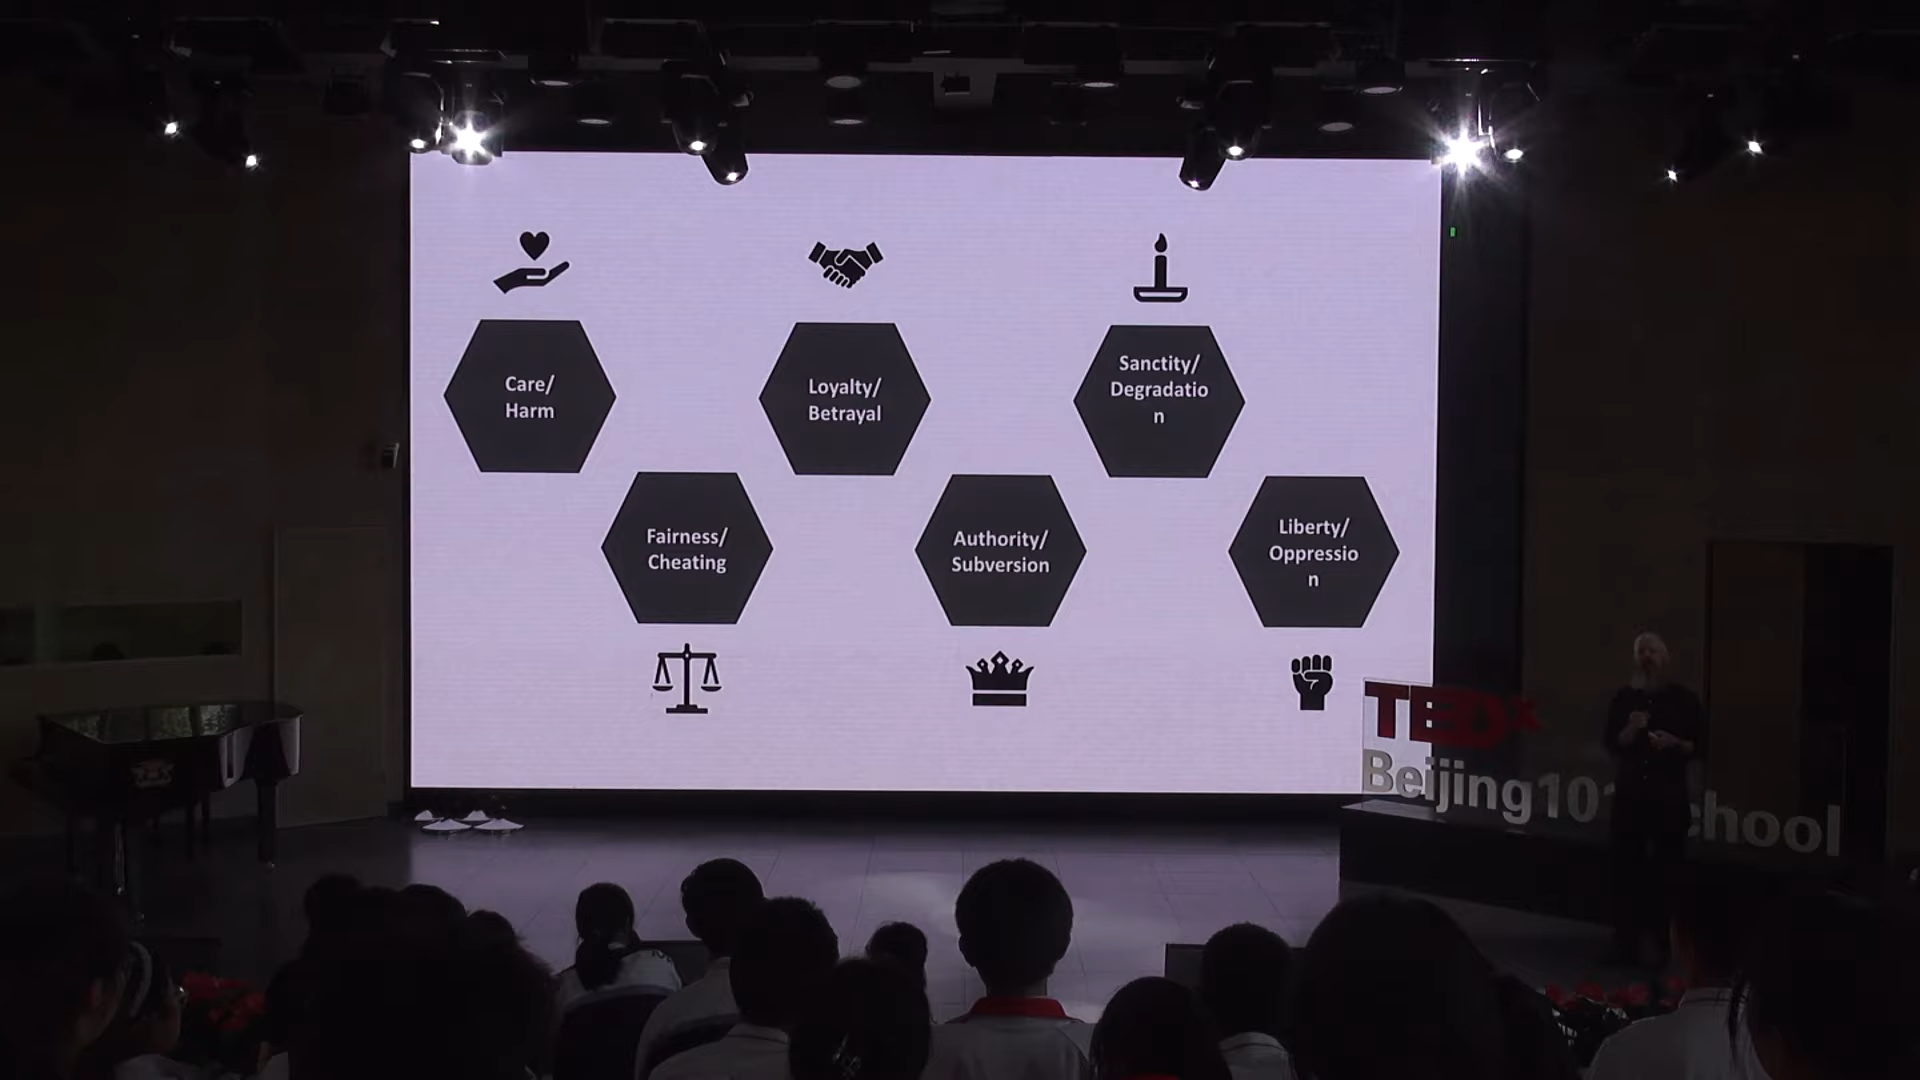 Care/
Harm
Loyalty/
Betrayal
Sanctity/
Degradatio
n
Fairness/
Cheating
Authority/
Subversion
Liberty/
Oppressio
n
TEDx
Beijing101 chool